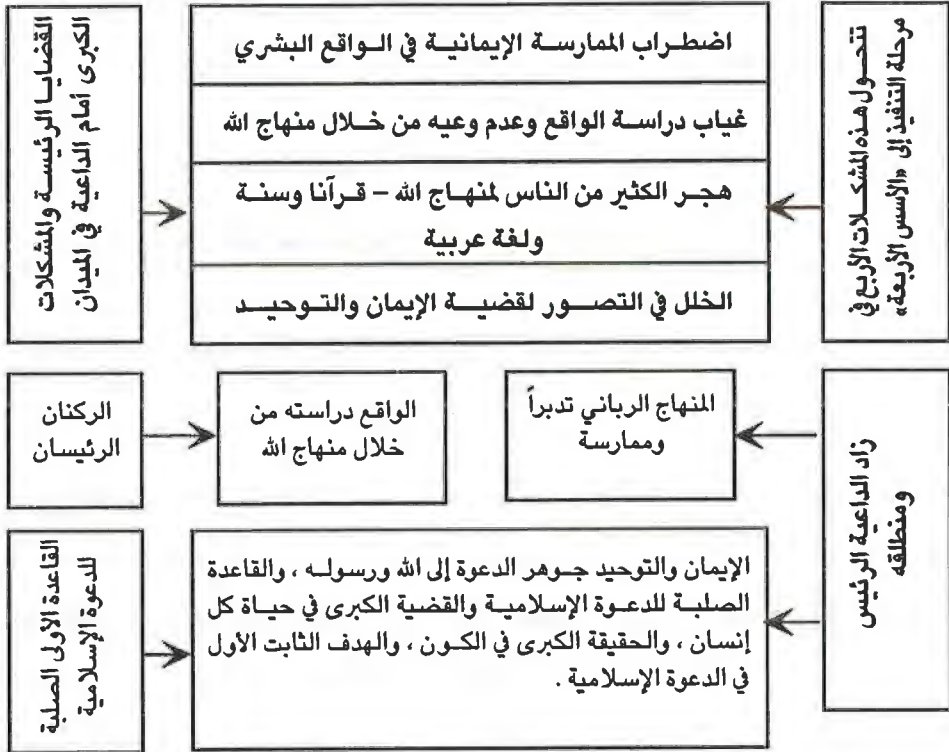 تتحول هذه المشكلات الأربع في
مرحلة التنفيذ إلى «الأسس الأربعة»
اضطراب الممارسة الإيمانية في الواقع البشري
غياب دراسة الواقع وعدم وعيه من خلال منهاج الله
هجر الكثير من الناس لمنهاج الله – قرآنا وسنة
ولغة عربية
الخلل في التصور لقضية الإيمان والتوحيد
القضايا الرئيسة والمشكلات
الكبرى أمام الداعية في الميدان
زاد الداعية الرئيس
ومنطلقه
المنهاج الرباني تدبراً
وممارسة
الواقع دراسته من
خلال منهاج الله
الركنان
الرئيسان
الإيمان والتوحيد جوهر الدعوة إلى الله ورسوله ، والقاعدة
الصلبة للدعوة الإسلامية والقضية الكبرى في حياة كل
إنسان ، والحقيقة الكبرى في الكون ، والهدف الثابت الأول
في الدعوة الإسلامية .
القاعدة الأولى الصلبة
للدعوة الإسلامية